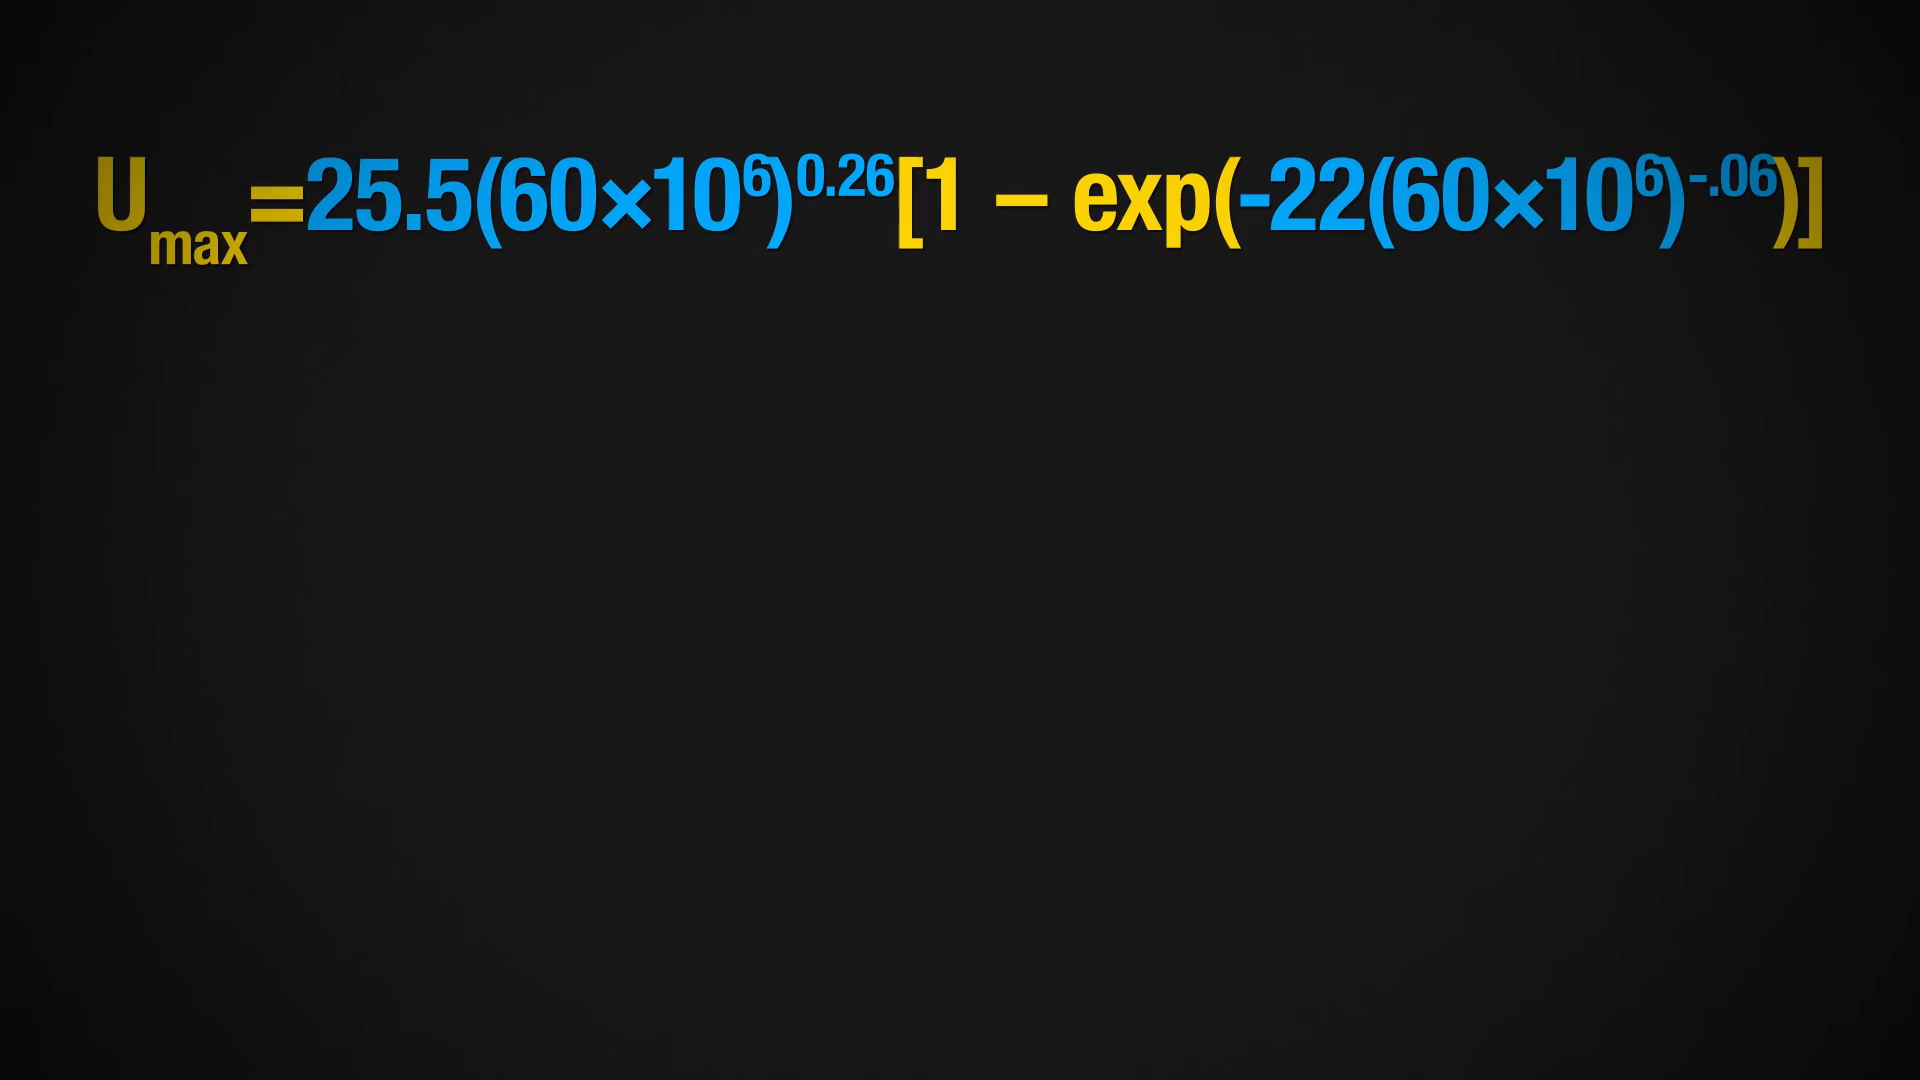 Umax=25.5(60×10⁶)⁰·²⁶[1 – exp(-22(60×10⁶)⁻·⁰⁶)]